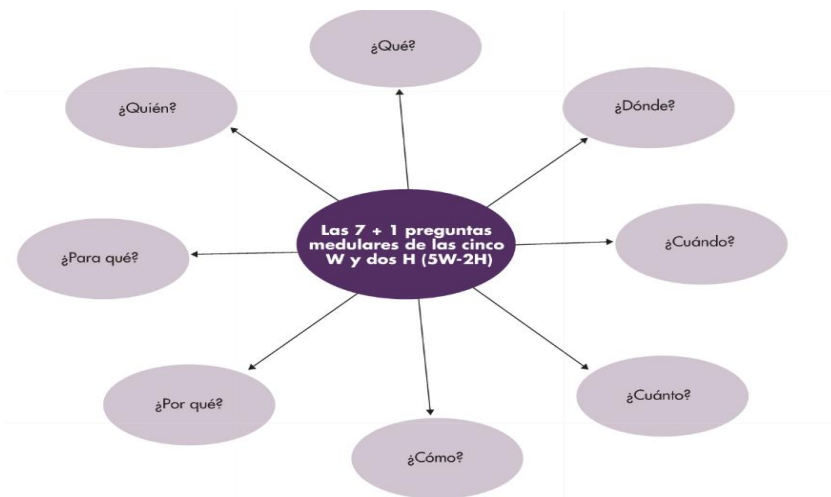 ¿Qué?
¿Quién?
¿Dónde?
Las 7 + 1 preguntas
medulares de las cinco
W y dos H (5W-2H)
¿Cuándo?
¿Para qué?
¿Cuánto?
¿Por qué?
¿Cómo?